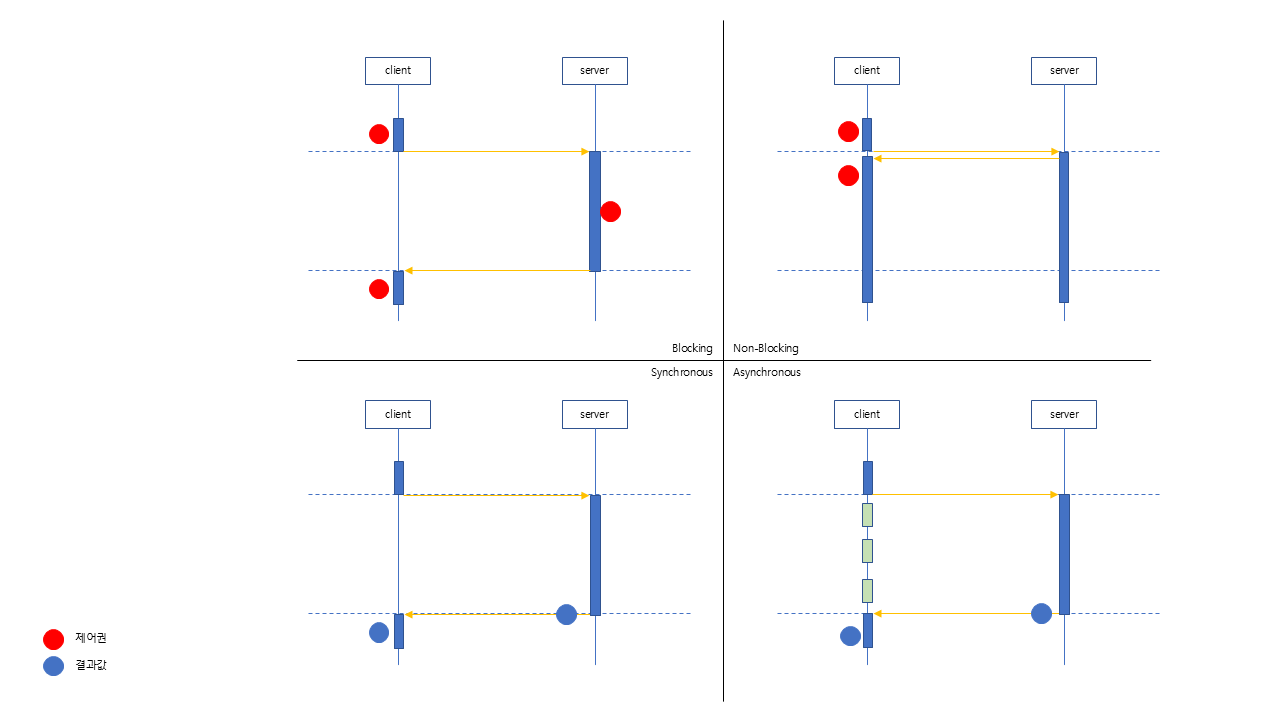 client
server
client
server
Blocking
Non-Blocking
Synchronous
Asynchronous
client
server
client
server
제어권
결과값